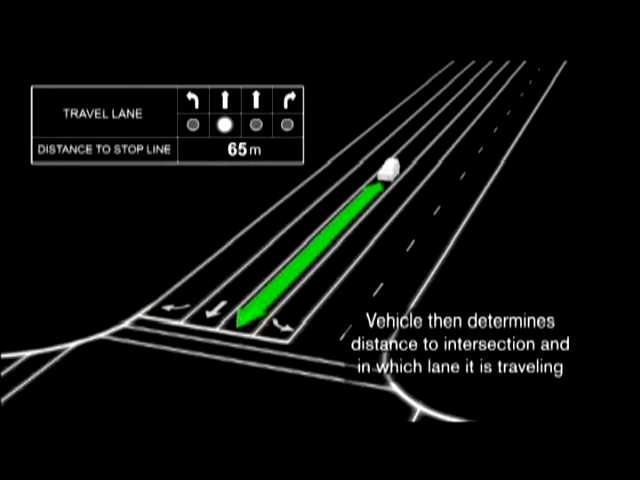 TRAVEL LANE
DISTANCE TO STOP LINE 65 m
Vehicle then determines
distance to intersection and
in which lane it is traveling